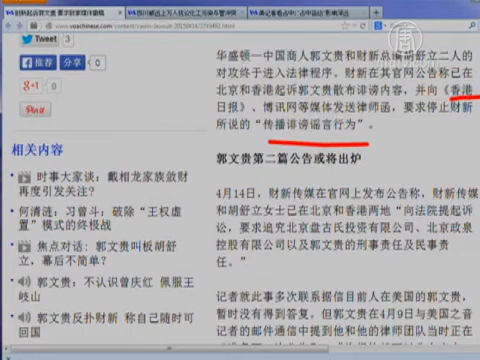 Tweet 3
推荐 分享 0
g+1 0
Pinit
相关内容
时事大家谈：戴相龙家族敛财
再度引发关注？
何清涟：习曾斗：破除“王权虚
置”模式的终极战
焦点对话：郭文贵叫板胡舒
立，幕后不简单？
郭文贵：不认识曾庆红 佩服王
岐山
郭文贵反扑财新 称自己随时可
回国
华盛顿—中国商人郭文贵和财新总编胡舒立二人的
对攻终于进入法律程序。财新在其官网公告称已在
北京和香港起诉郭文贵散布诽谤内容，并向《香港
日报》、博讯网等媒体发送律师函，要求停止财新
所说的“传播诽谤谣言行为”。
郭文贵第二篇公告或将出炉
4月14日，财新传媒在官网上发布公告称，财新传媒
和胡舒立女士已在北京和香港两地“向法院提起诉
讼，要求追究北京盘古氏投资有限公司、北京政泉
控股有限公司以及郭文贵的刑事责任及民事责
任。”
记者就此事多次联系据信目前人在美国的郭文贵，
暂时没有得到答复。但郭文贵在4月9日与美国之音
记者的邮件通信中提到他和他的律师团队当时正在